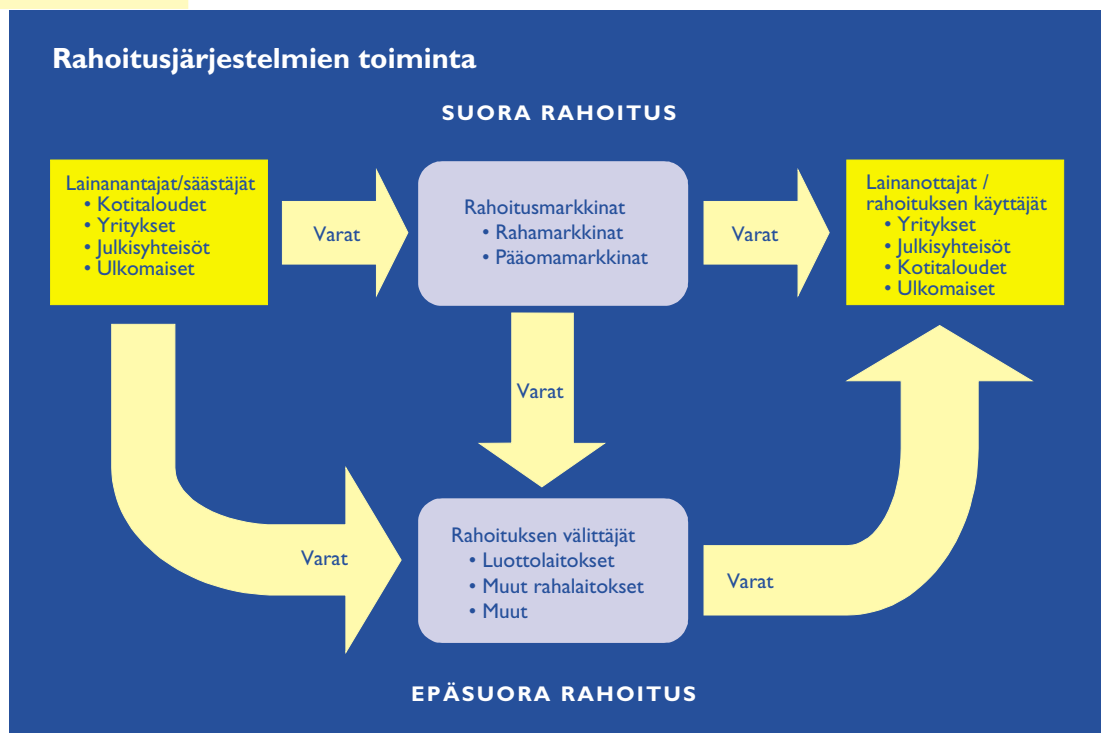 Rahoitusjärjestelmien toiminta
SUORA RAHOITUS
Lainanantajat/säästäjät
• Kotitaloudet
• Yritykset
• Julkisyhteisöt
• Ulkomaiset
Varat
Rahoitusmarkkinat
• Rahamarkkinat
• Pääomamarkkinat
Varat
Lainanottajat /
rahoituksen käyttäjät
• Yritykset
• Julkisyhteisöt
• Kotitaloudet
• Ulkomaiset
Varat
Varat
Rahoituksen välittäjät
• Luottolaitokset
• Muut rahalaitokset
• Muut
Varat
EPÄSUORA RAHOITUS